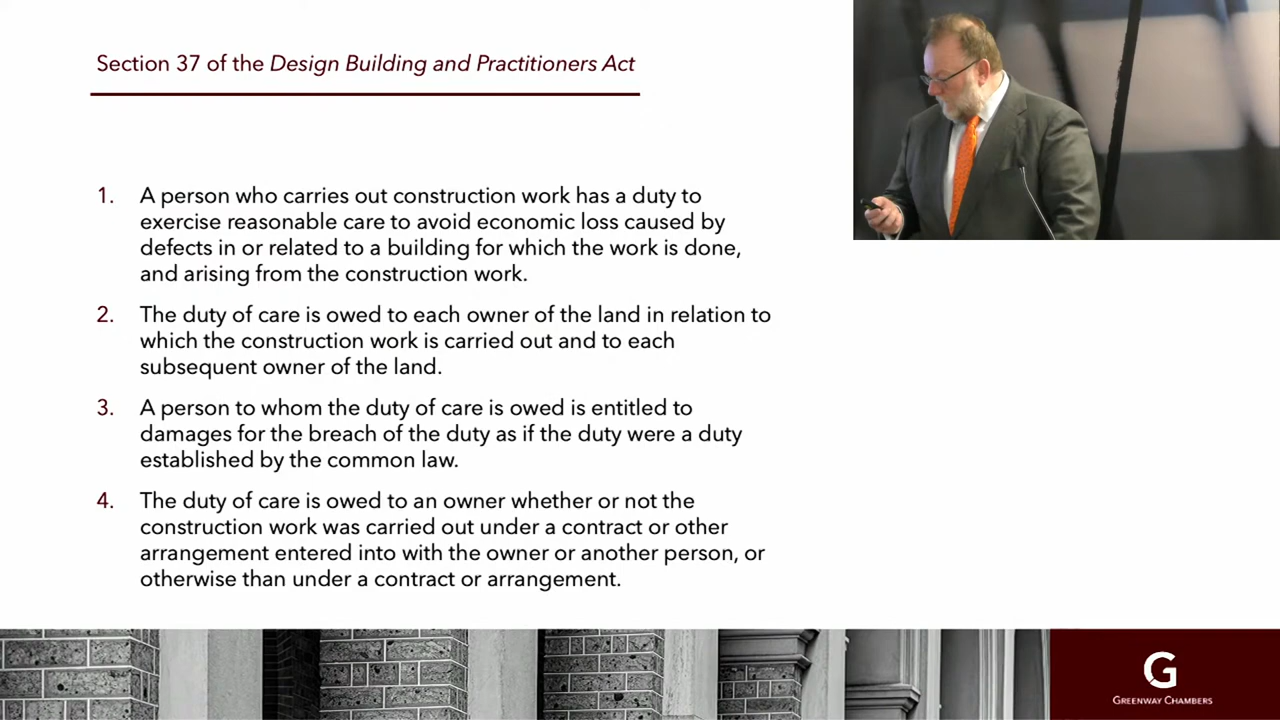 Section 37 of the Design Building and Practitioners Act
1. A person who carries out construction work has a duty to
exercise reasonable care to avoid economic loss caused by
defects in or related to a building for which the work is done,
and arising from the construction work.
2. The duty of care is owed to each owner of the land in relation to
which the construction work is carried out and to each
subsequent owner of the land.
3. A person to whom the duty of care is owed is entitled to
damages for the breach of the duty as if the duty were a duty
established by the common law.
4. The duty of care is owed to an owner whether or not the
construction work was carried out under a contract or other
arrangement entered into with the owner or another person, or
otherwise than under a contract or arrangement.
G
GREENWAY CHAMBERS